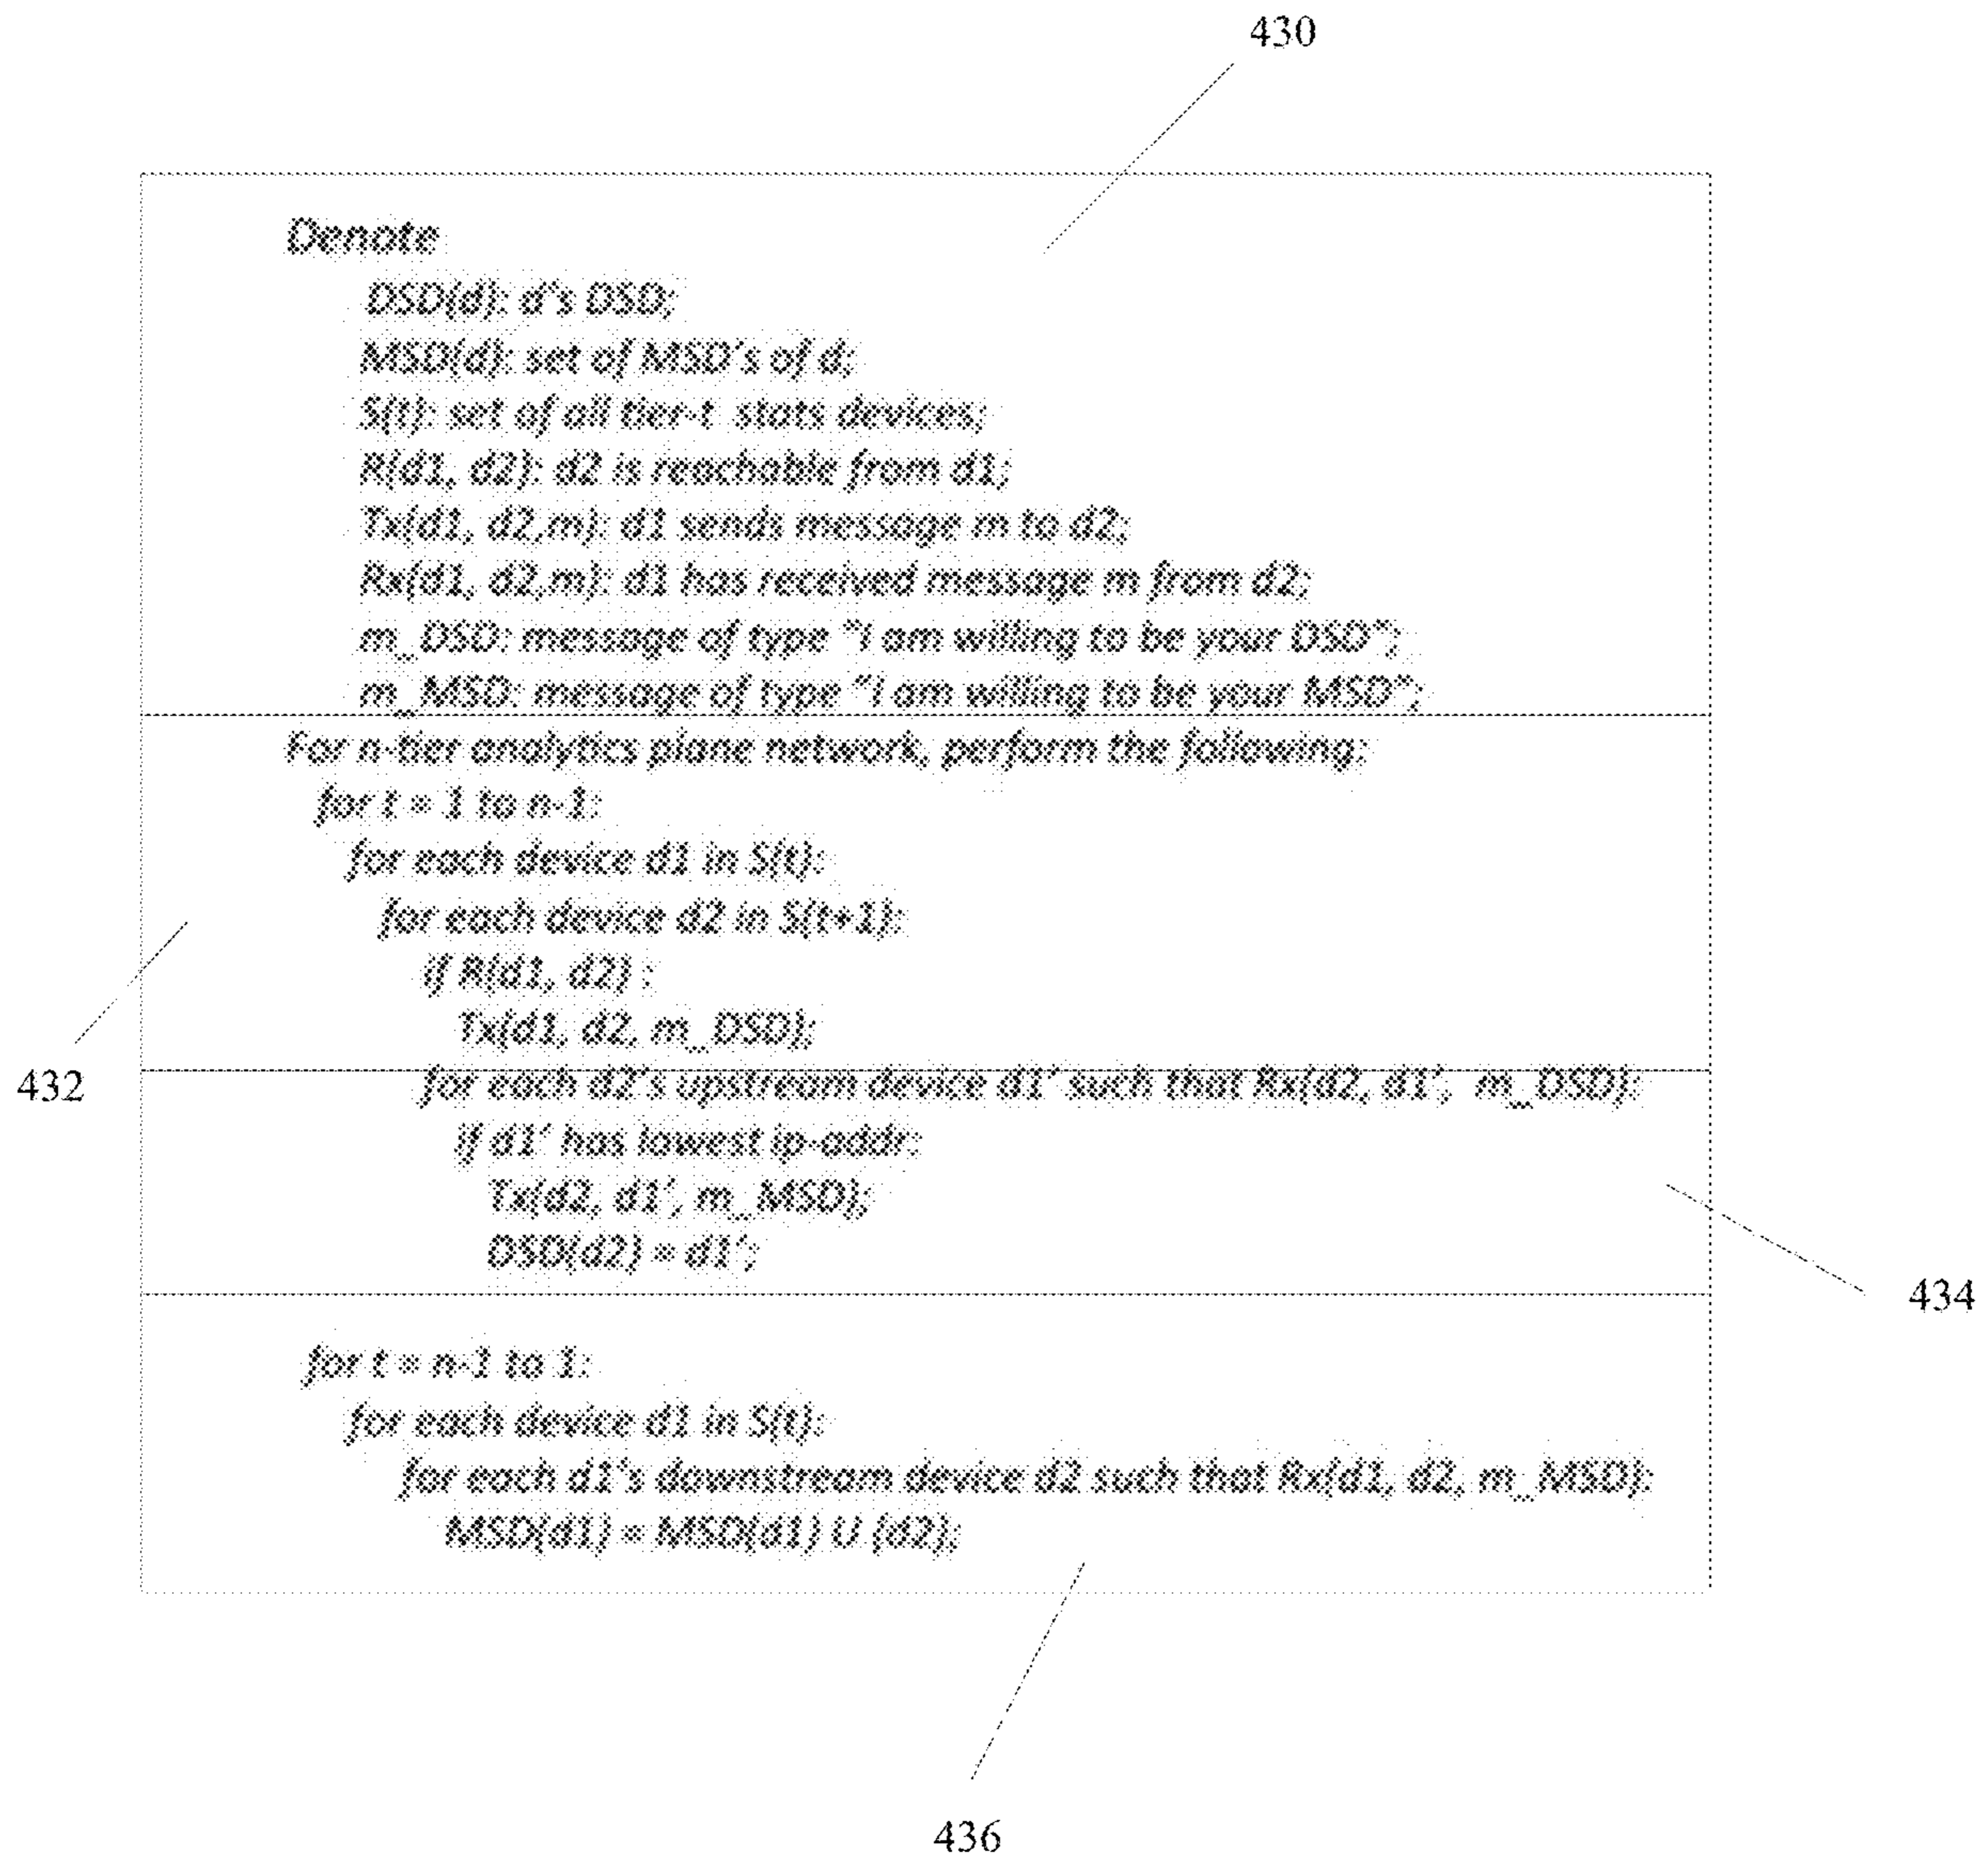 430
Denote
DSD(d): d's DSD;
MSD(d): set of MSD's of d;
S(t): set of all tier-t stats devices;
R(d1, d2): d2 is reachable from d1;
Tx(d1, d2,m): d1 sends message m to d2;
Rx(d1, d2,m): d1 has received message m from d2;
m_DSD: message of type "I am willing to be your DSD";
m_MSD: message of type "I am willing to be your MSD";
For n-tier analytics plane network, perform the following:
for t = 1 to n-1:
for each device d1 in S(t):
for each device d2 in S(t+1):
if R(d1, d2) :
Tx(d1, d2, m_DSD);
432
for each d2's upstream device d1' such that Rx(d2, d1', m_DSD):
if d1' has lowest ip-addr:
Tx(d2, d1', m_MSD);
DSD(d2) = d1';
434
for t = n-1 to 1:
for each device d1 in S(t):
for each d1's downstream device d2 such that Rx(d1, d2, m_MSD):
MSD(d1) = MSD(d1) U {d2};
436